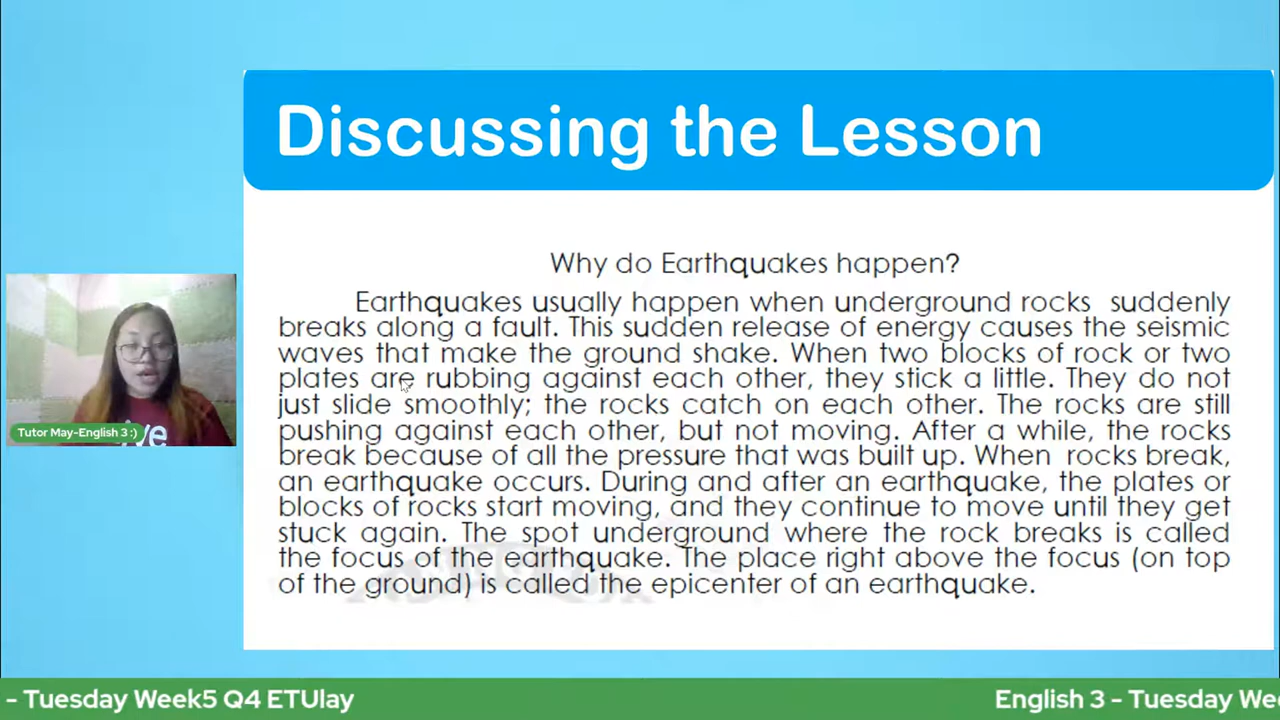 Discussing the Lesson
Why do Earthquakes happen?
Earthquakes usually happen when underground rocks suddenly
breaks along a fault. This sudden release of energy causes the seismic
waves that make the ground shake. When two blocks of rock or two
plates are rubbing against each other, they stick a little. They do not
just slide smoothly; the rocks catch on each other. The rocks are still
pushing against each other, but not moving. After a while, the rocks
break because of all the pressure that was built up. When rocks break,
an earthquake occurs. During and after an earthquake, the plates or
blocks of rocks start moving, and they continue to move until they get
stuck again. The spot underground where the rock breaks is called
the focus of the earthquake. The place right above the focus (on top
of the ground) is called the epicenter of an earthquake.
Tutor May-English 3 :)
- Tuesday Week5 Q4 ETUlay
English 3 - Tuesday We